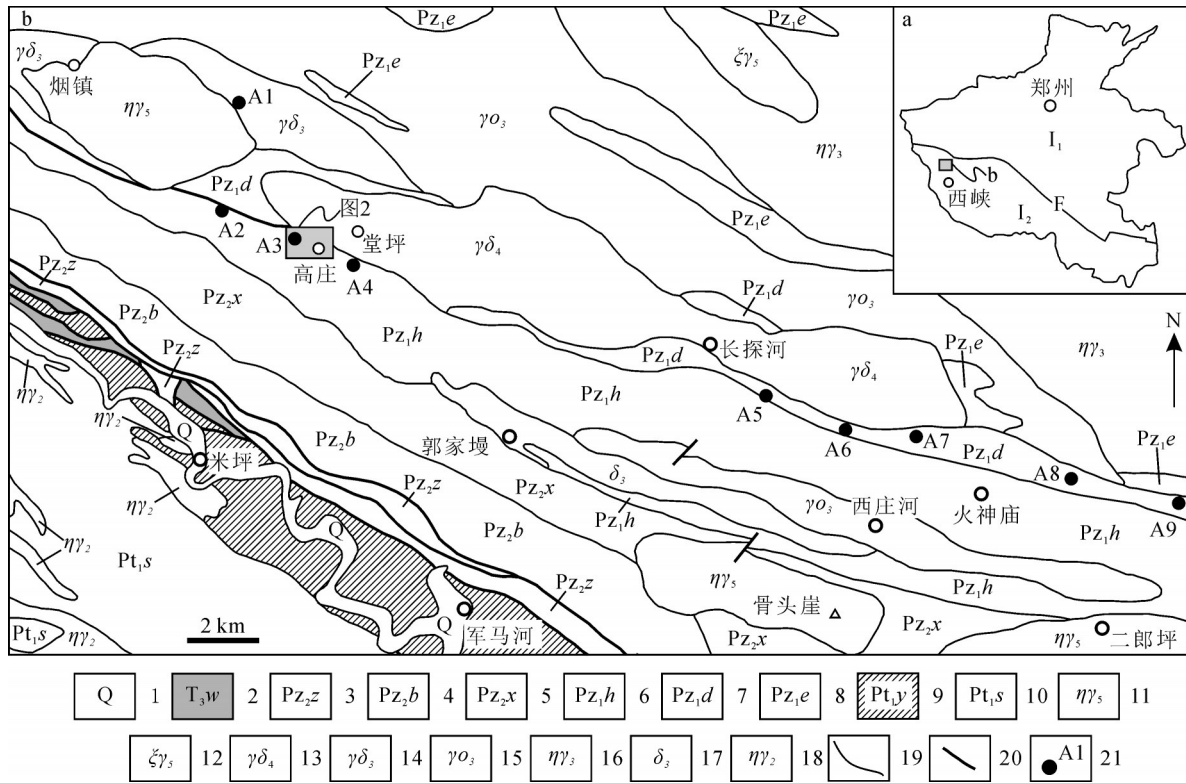 b
Pz₁e
Pz₁e
ξγ₅
γδ₃
烟镇
ηγ₅
A1
γδ₃
γο₃
ηγ₃
a
郑州
I₁
b
西峡
I₂
F
Pz₁d
A2
图2
A3
堂坪
高庄
A4
γδ₄
Pz₁e
Pz₂z
Pz₂b
Pz₂x
Pz₁h
Pz₁d
γο₃
N
ηγ₂
Pz₂z
长探河
Pz₁d
γδ₄
Pz₁e
ηγ₃
Pz₁h
A5
ηγ₂
Q
米坪
Pz₂b
郭家墁
A6
A7
Pz₁d
Pz₁e
ηγ₂
Pz₂z
Pz₂x
δ₃
γο₃
A8
火神庙
A9
ηγ₂
Q
Pz₂b
Pz₁h
西庄河
Pz₁h
Pt₁s
Pz₂z
ηγ₅
Pz₁h
骨头崖
Pz₂x
Pt₁s
ηγ₂
2 km
Q
军马河
Pz₂x
ηγ₅
二郎坪
Q 1 T₃w 2 Pz₂z 3 Pz₂b 4 Pz₂x 5 Pz₁h 6 Pz₁d 7 Pz₁e 8 Pt₁y 9 Pt₁s 10 ηγ₅ 11
ξγ₅ 12 γδ₄ 13 γδ₃ 14 γο₃ 15 ηγ₃ 16 δ₃ 17 ηγ₂ 18 19 20 A1 21